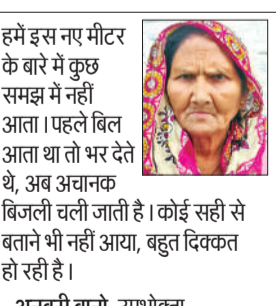 हमें इस नए मीटर
के बारे में कुछ
समझ में नहीं
आता। पहले बिल
आता था तो भर देते
थे, अब अचानक
बिजली चली जाती है। कोई सही से
बताने भी नहीं आया, बहुत दिक्कत
हो रही है।